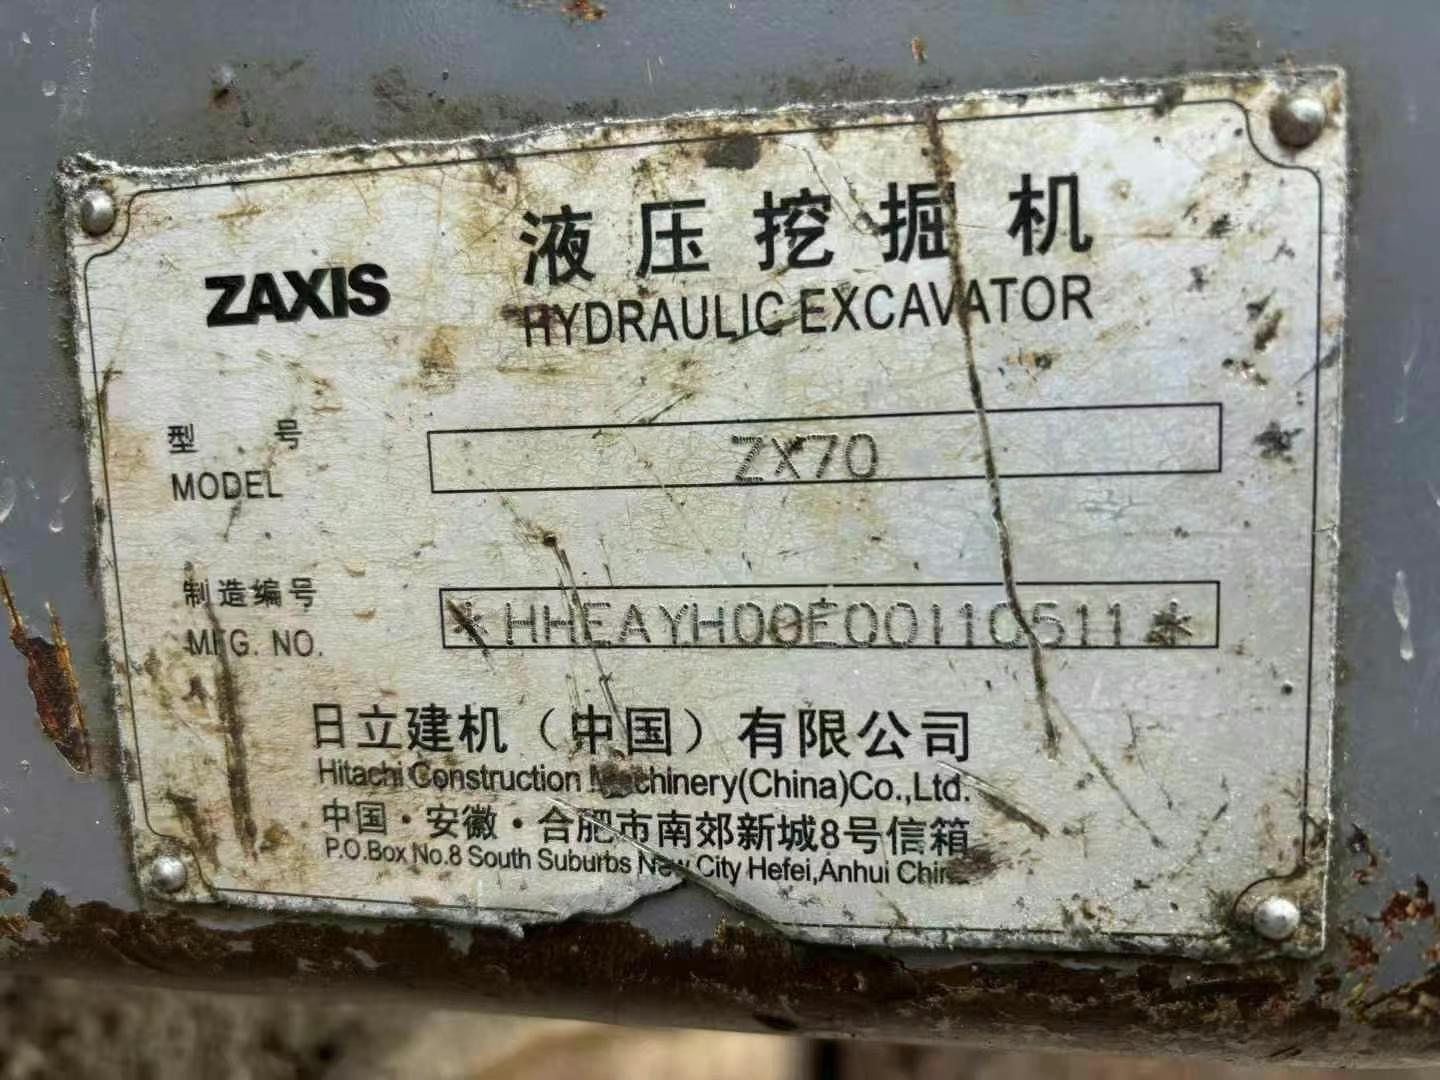 液压挖掘机
ZAXIS
HYDRAULIC EXCAVATOR
型号
MODEL
ZX70
制造编号
MFG. NO.
*HHEAYH00E00110511*
日立建机（中国）有限公司
Hitachi Construction Machinery(China)Co.,Ltd.
中国·安徽·合肥市南郊新城8号信箱
P.O.Box No.8 South Suburbs New City Hefei,Anhui China